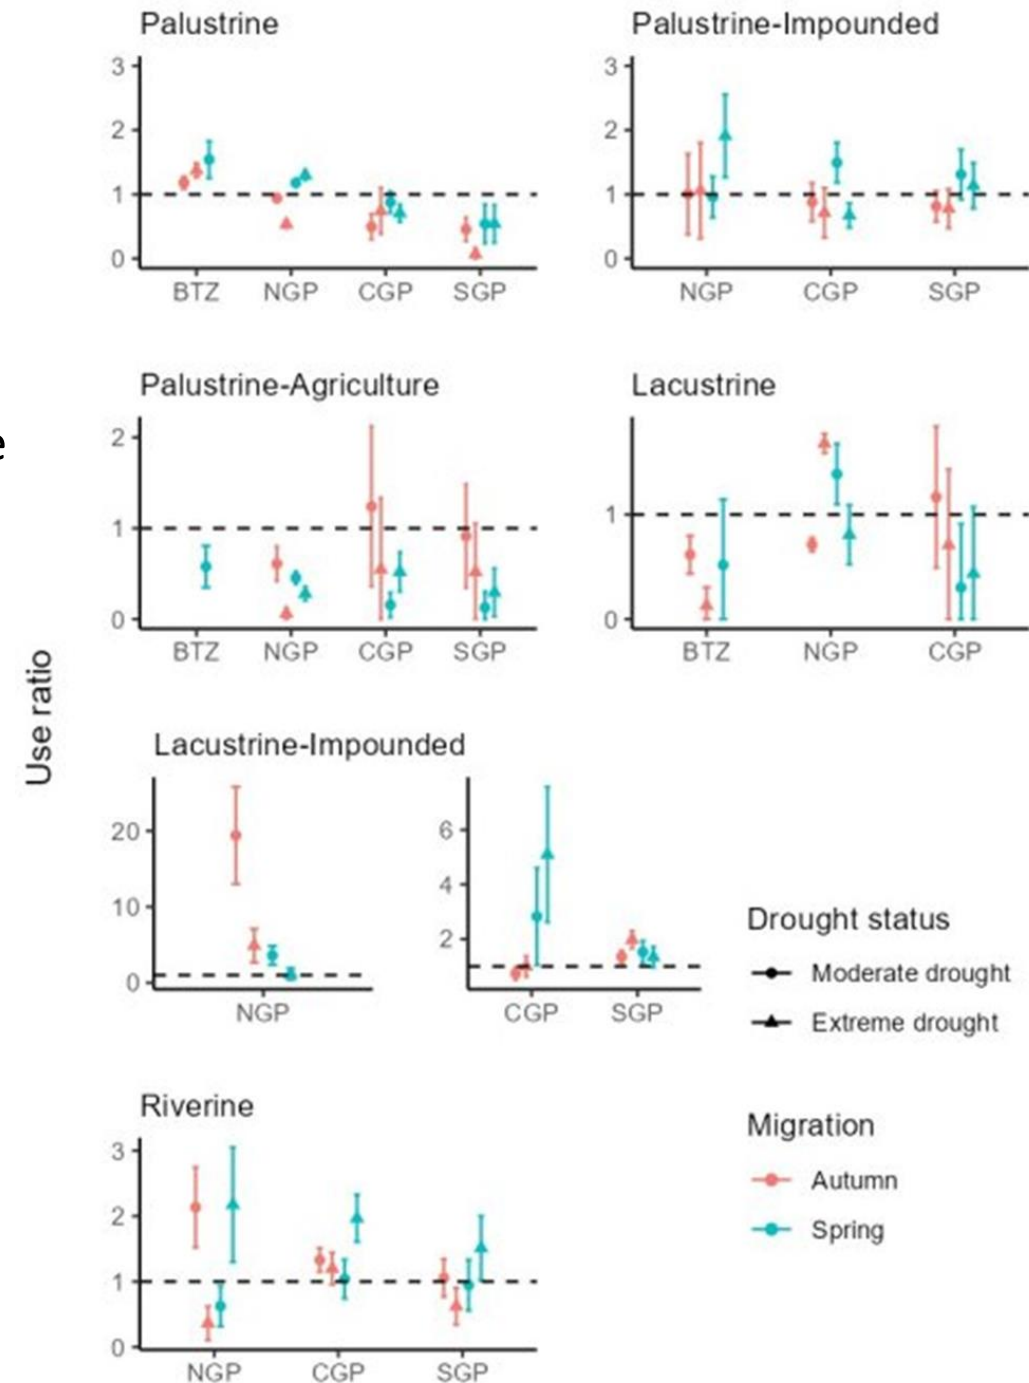 Palustrine
3
2
1
0
BTZ NGP CGP SGP
Palustrine-Impounded
3
2
1
0
NGP CGP SGP
Palustrine-Agriculture
2
1
0
BTZ NGP CGP SGP
Lacustrine
1
0
BTZ NGP CGP
e
Use ratio
Lacustrine-Impounded
20
10
0
NGP
6
4
2
CGP SGP
Drought status
Moderate drought
Extreme drought
Migration
Autumn
Spring
Riverine
3
2
1
0
NGP CGP SGP